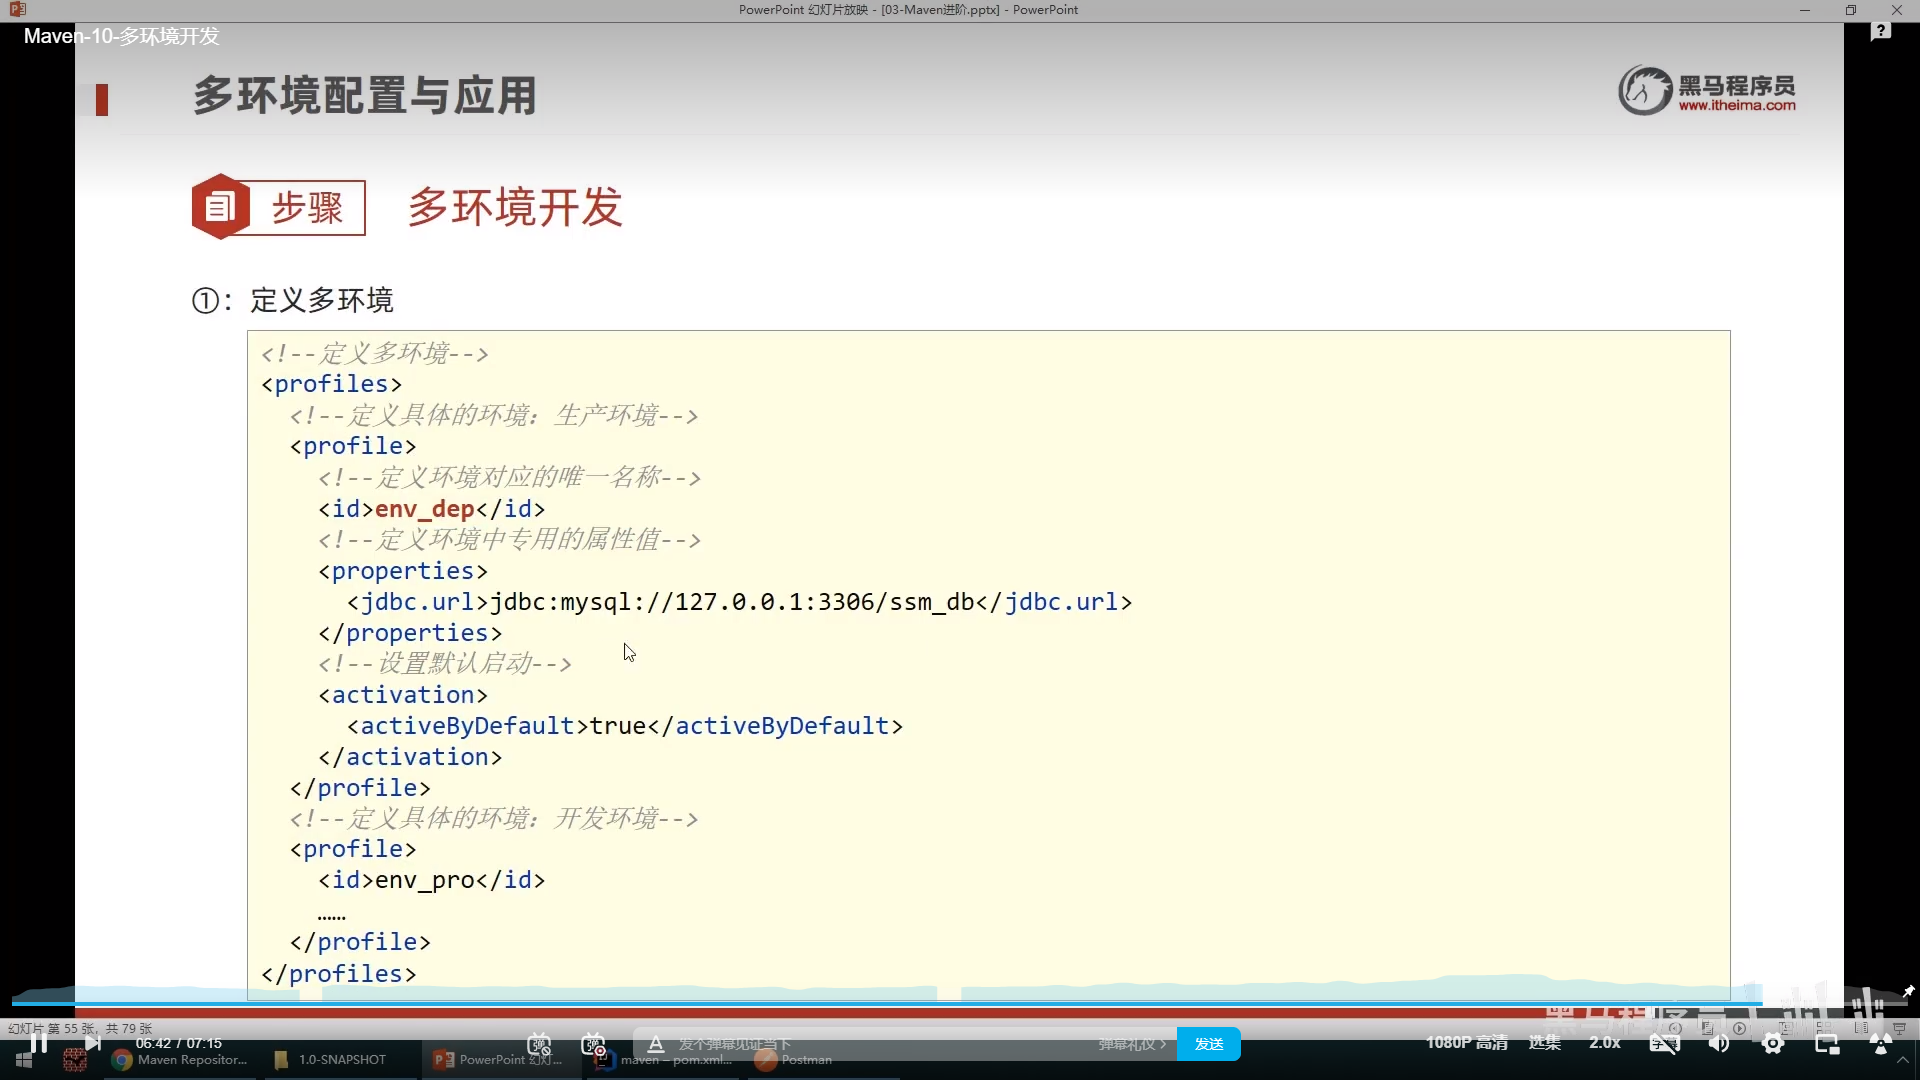 PowerPoint 幻灯片放映 - [03-Maven进阶.pptx] - PowerPoint
Maven-10-多环境开发
多环境配置与应用
黑马程序员
www.itheima.com
步骤
多环境开发
①：定义多环境
<!--定义多环境-->
<profiles>
<!--定义具体的环境：生产环境-->
<profile>
<!--定义环境对应的唯一名称-->
<id>env_dep</id>
<!--定义环境中专用的属性值-->
<properties>
<jdbc.url>jdbc:mysql://127.0.0.1:3306/ssm_db</jdbc.url>
</properties>
<!--设置默认启动-->
<activation>
<activeByDefault>true</activeByDefault>
</activation>
</profile>
<!--定义具体的环境：开发环境-->
<profile>
<id>env_pro</id>
……
</profile>
</profiles>
幻灯片 第 55 张，共 79 张
06:42 / 07:15
发个弹幕见证当下
弹幕礼仪 >
发送
1080P 高清
选集
2.0x
Maven Repositor...
1.0-SNAPSHOT
PowerPoint 幻灯...
maven – pom.xml...
Postman